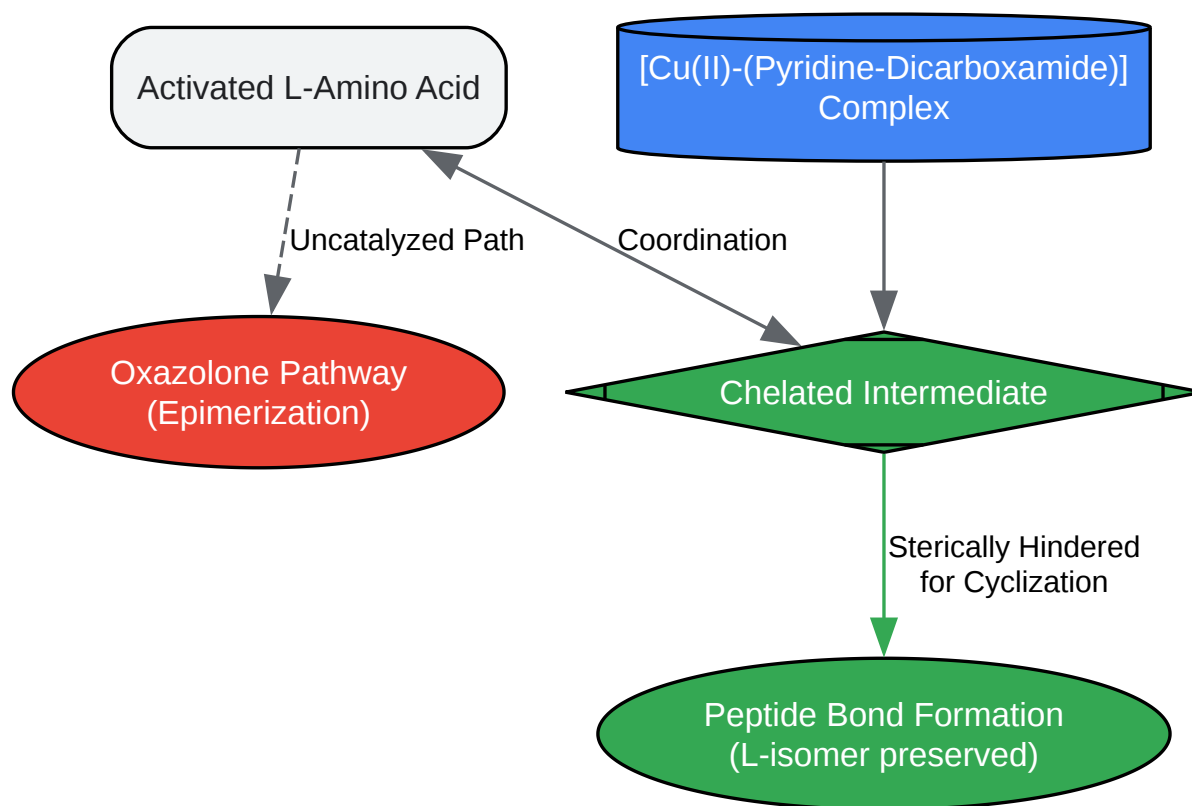 Activated L-Amino Acid
[Cu(II)-(Pyridine-Dicarboxamide)]
Complex
Uncatalyzed Path
Coordination
Oxazolone Pathway
(Epimerization)
Chelated Intermediate
Sterically Hindered
for Cyclization
Peptide Bond Formation
(L-isomer preserved)